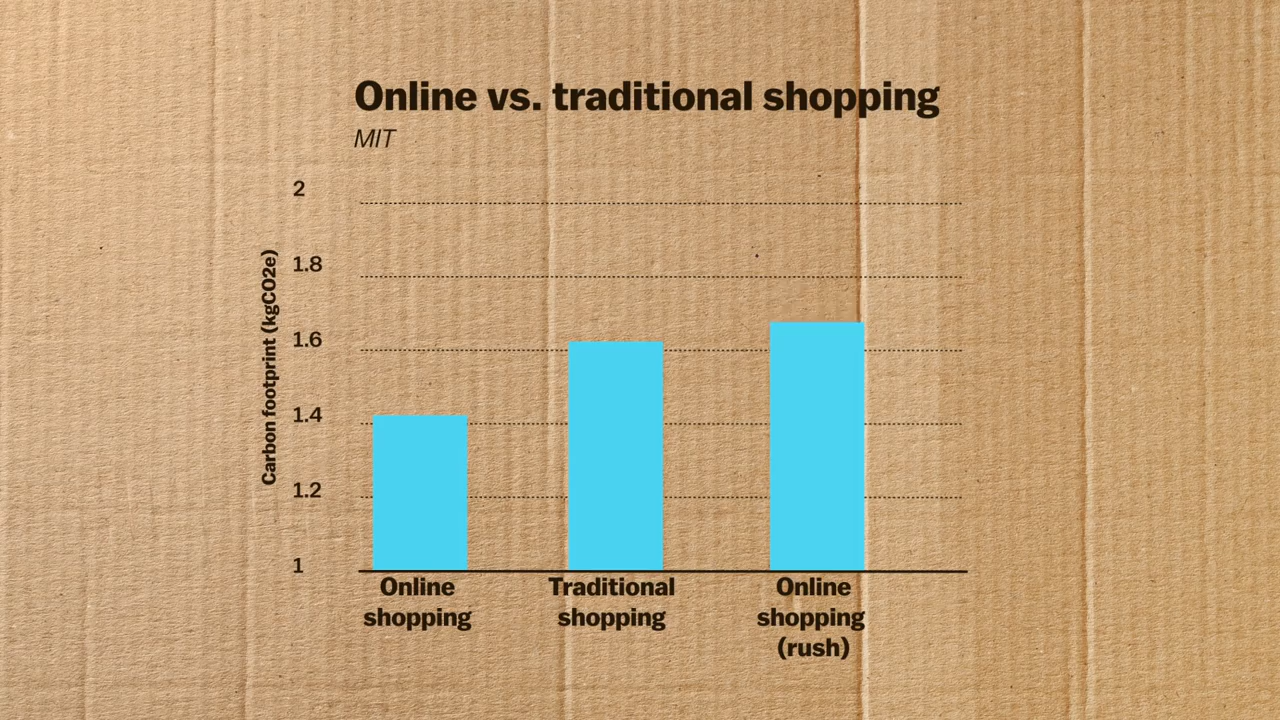 Online vs. traditional shopping
MIT
Carbon footprint (kgCO2e)
2
1.8
1.6
1.4
1.2
1
Online
shopping
Traditional
shopping
Online
shopping
(rush)